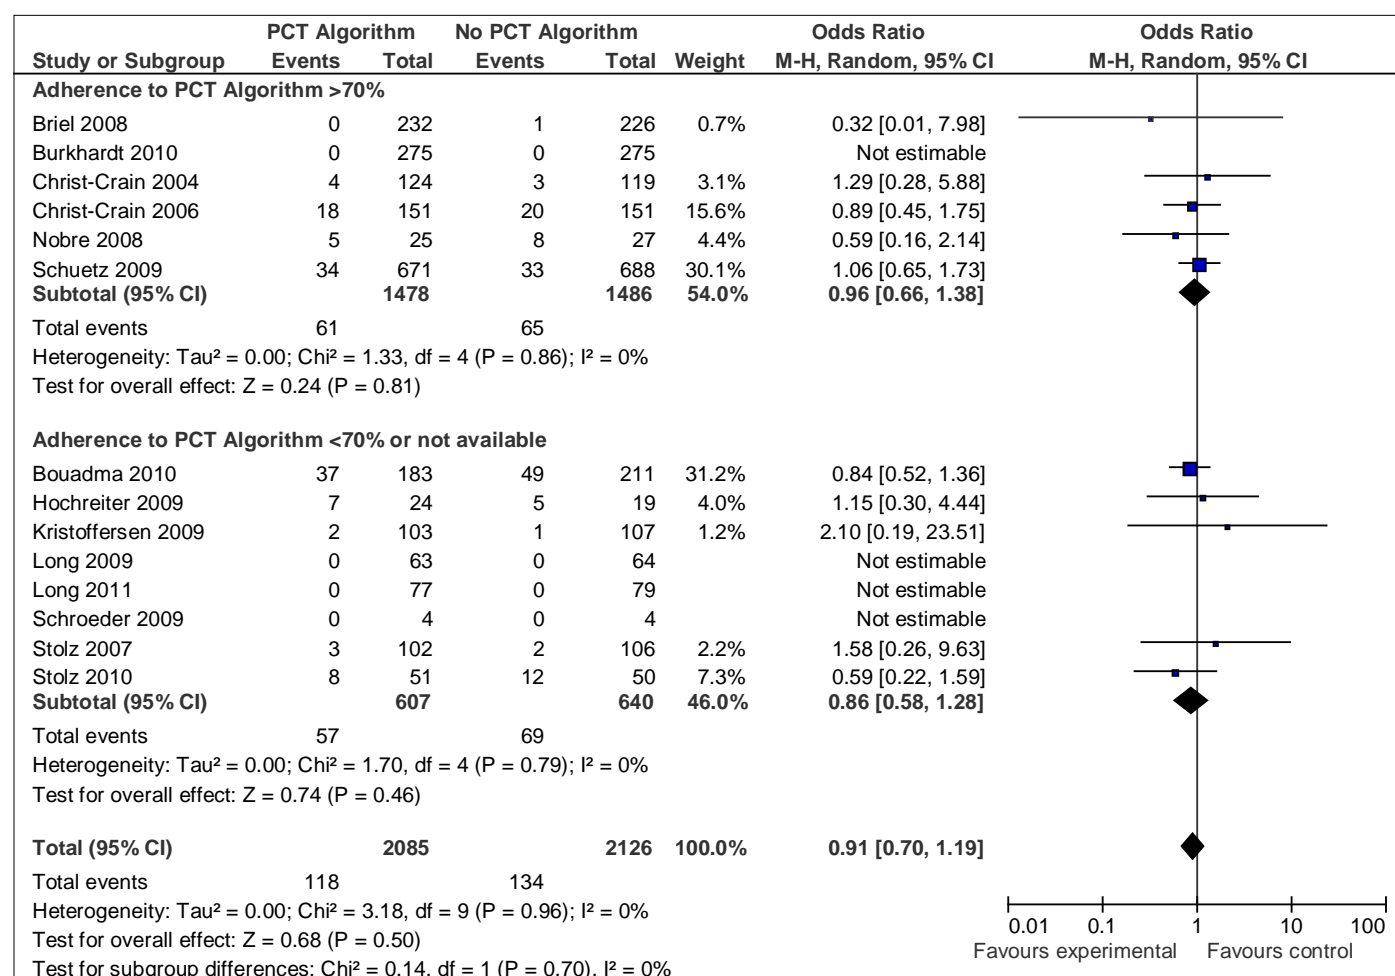 PCT Algorithm No PCT Algorithm Odds Ratio Odds Ratio
Study or Subgroup Events Total Events Total Weight M-H, Random, 95% CI M-H, Random, 95% CI
Adherence to PCT Algorithm >70%
Briel 2008 0 232 1 226 0.7% 0.32 [0.01, 7.98]
Burkhardt 2010 0 275 0 275 Not estimable
Christ-Crain 2004 4 124 3 119 3.1% 1.29 [0.28, 5.88]
Christ-Crain 2006 18 151 20 151 15.6% 0.89 [0.45, 1.75]
Nobre 2008 5 25 8 27 4.4% 0.59 [0.16, 2.14]
Schuetz 2009 34 671 33 688 30.1% 1.06 [0.65, 1.73]
Subtotal (95% CI) 1478 1486 54.0% 0.96 [0.66, 1.38]
Total events 61 65
Heterogeneity: Tau² = 0.00; Chi² = 1.33, df = 4 (P = 0.86); I² = 0%
Test for overall effect: Z = 0.24 (P = 0.81)
Adherence to PCT Algorithm <70% or not available
Bouadma 2010 37 183 49 211 31.2% 0.84 [0.52, 1.36]
Hochreiter 2009 7 24 5 19 4.0% 1.15 [0.30, 4.44]
Kristoffersen 2009 2 103 1 107 1.2% 2.10 [0.19, 23.51]
Long 2009 0 63 0 64 Not estimable
Long 2011 0 77 0 79 Not estimable
Schroeder 2009 0 4 0 4 Not estimable
Stolz 2007 3 102 2 106 2.2% 1.58 [0.26, 9.63]
Stolz 2010 8 51 12 50 7.3% 0.59 [0.22, 1.59]
Subtotal (95% CI) 607 640 46.0% 0.86 [0.58, 1.28]
Total events 57 69
Heterogeneity: Tau² = 0.00; Chi² = 1.70, df = 4 (P = 0.79); I² = 0%
Test for overall effect: Z = 0.74 (P = 0.46)
Total (95% CI) 2085 2126 100.0% 0.91 [0.70, 1.19]
Total events 118 134
Heterogeneity: Tau² = 0.00; Chi² = 3.18, df = 9 (P = 0.96); I² = 0%
Test for overall effect: Z = 0.68 (P = 0.50)
Test for subgroup differences: Chi² = 0.14, df = 1 (P = 0.70), I² = 0%
0.01 0.1 1 10 100
Favours experimental Favours control